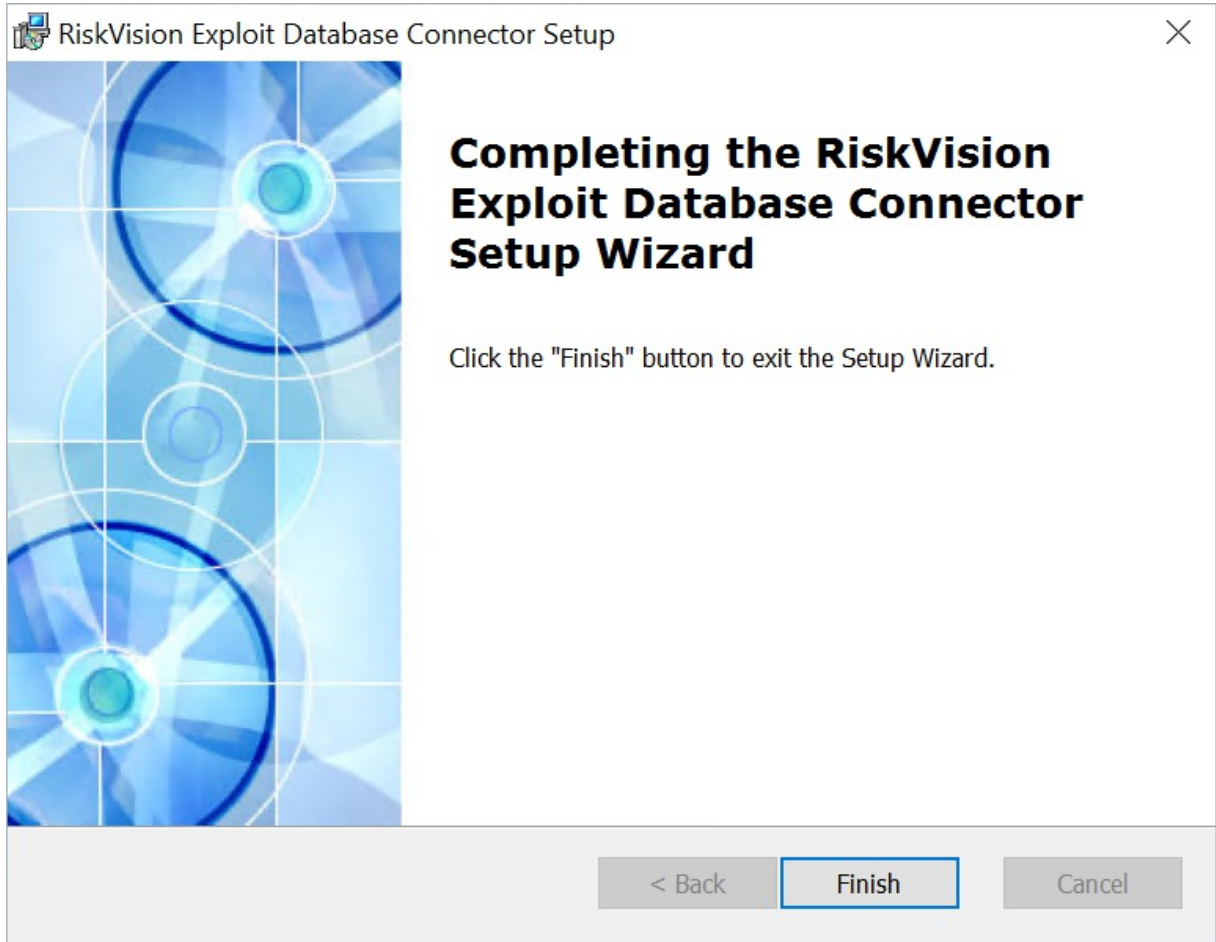 RiskVision Exploit Database Connector Setup
Completing the RiskVision
Exploit Database Connector
Setup Wizard
Click the "Finish" button to exit the Setup Wizard.
< Back
Finish
Cancel